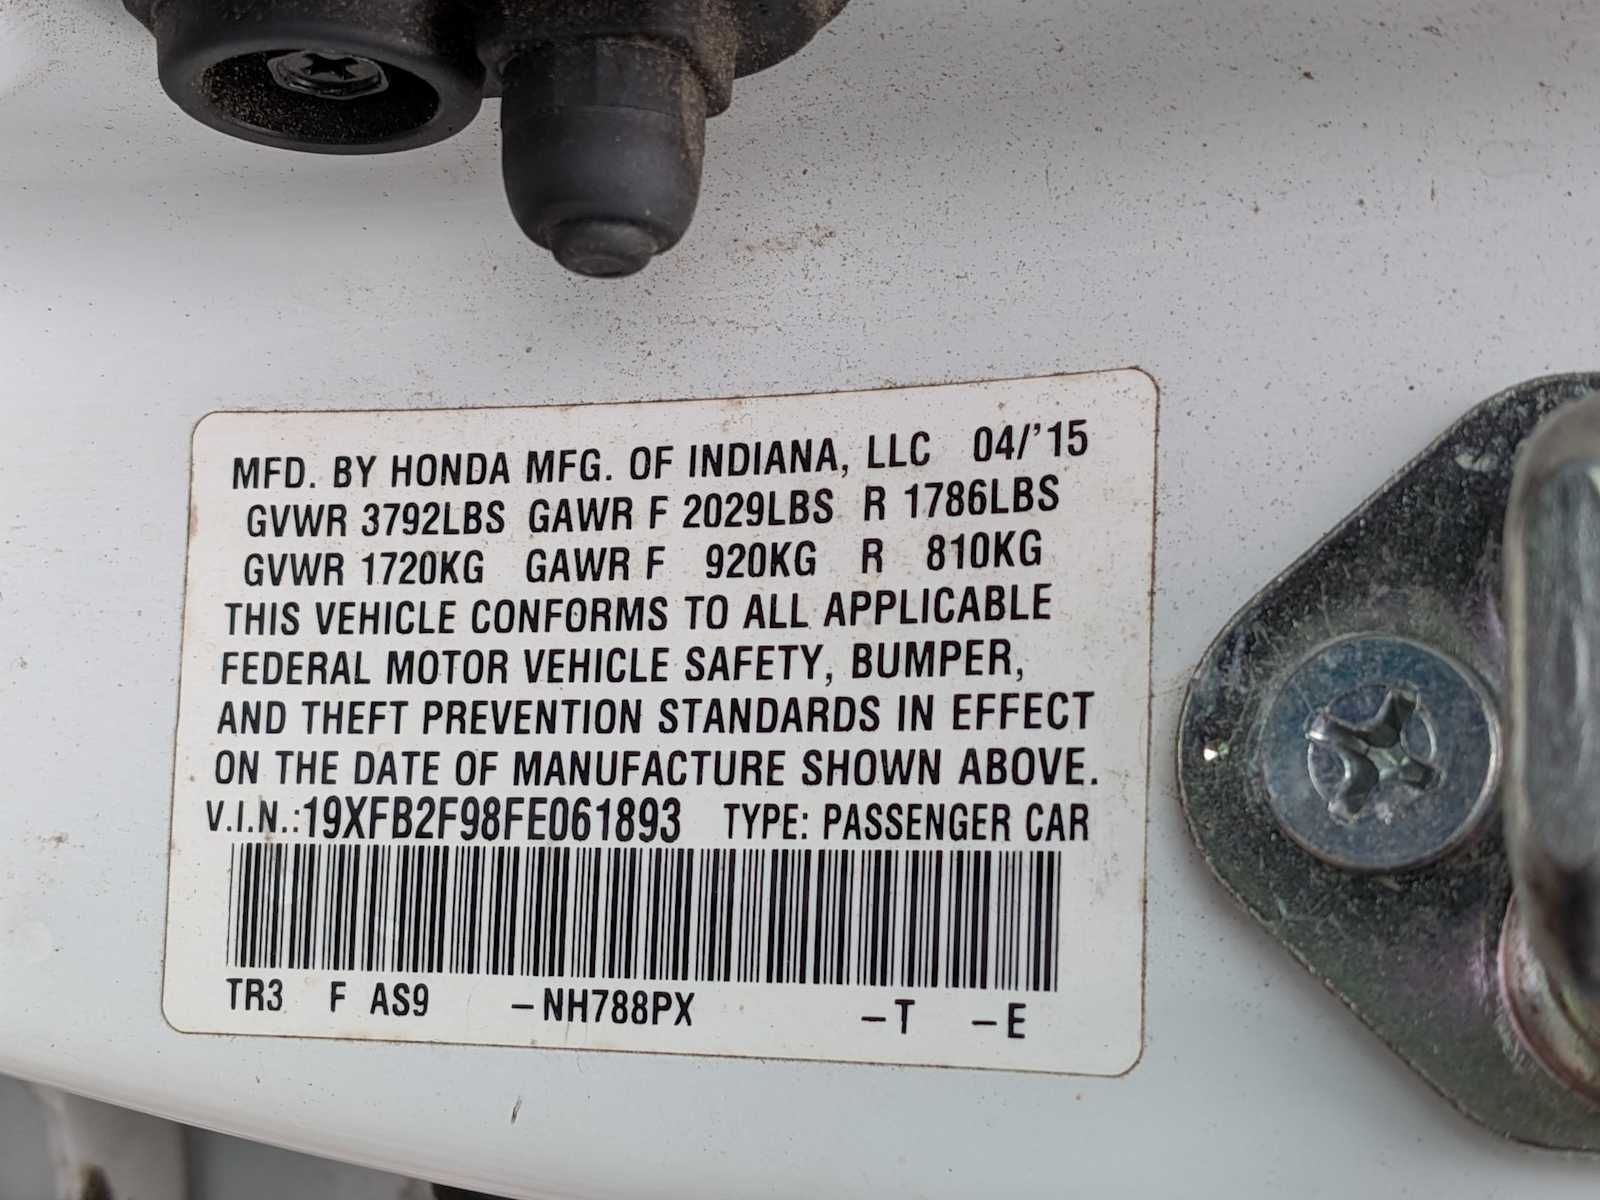 MFD. BY HONDA MFG. OF INDIANA, LLC 04/'15
GVWR 3792LBS GAWR F 2029LBS R 1786LBS
GVWR 1720KG GAWR F 920KG R 810KG
THIS VEHICLE CONFORMS TO ALL APPLICABLE
FEDERAL MOTOR VEHICLE SAFETY, BUMPER,
AND THEFT PREVENTION STANDARDS IN EFFECT
ON THE DATE OF MANUFACTURE SHOWN ABOVE.
V.I.N.:19XFB2F98FE061893 TYPE: PASSENGER CAR
TR3 F AS9 -NH788PX -T -E